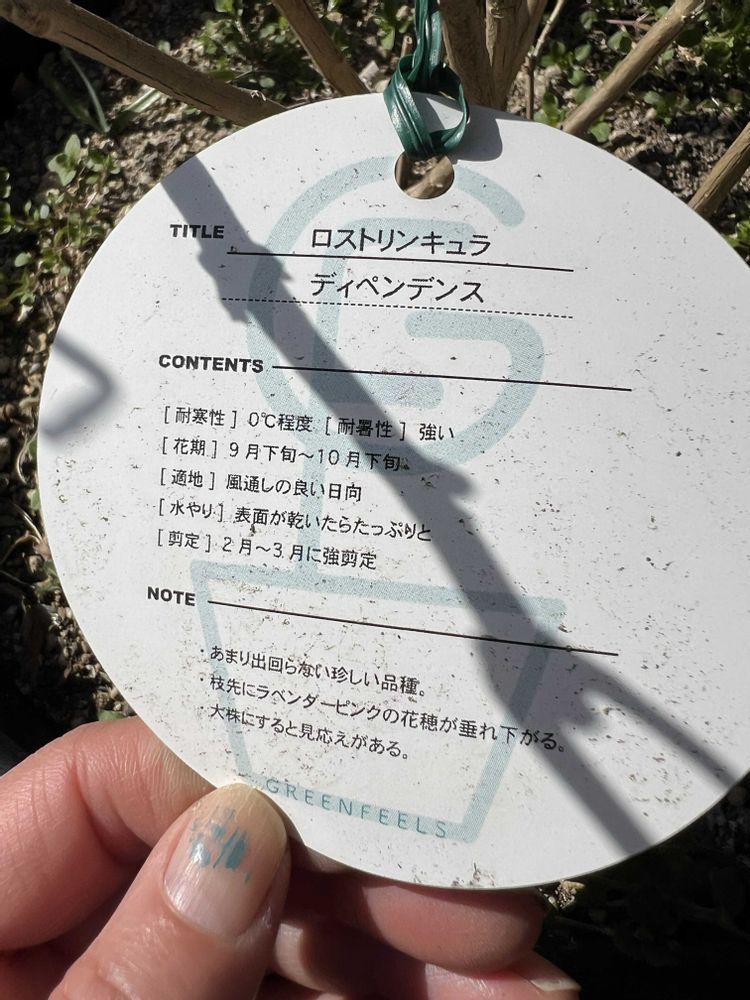 TITLE ロストリンキュラ
ディペンデンス
CONTENTS
[耐寒性] 0℃程度 [耐暑性] 強い
[花期] 9月下旬～10月下旬
[適地] 風通しの良い日向
[水やり] 表面が乾いたらたっぷりと
[剪定] 2月～3月に強剪定
NOTE
・あまり出回らない珍しい品種。
・枝先にラベンダーピンクの花穂が垂れ下がる。
・大株にすると見応えがある。
GREENFEELS